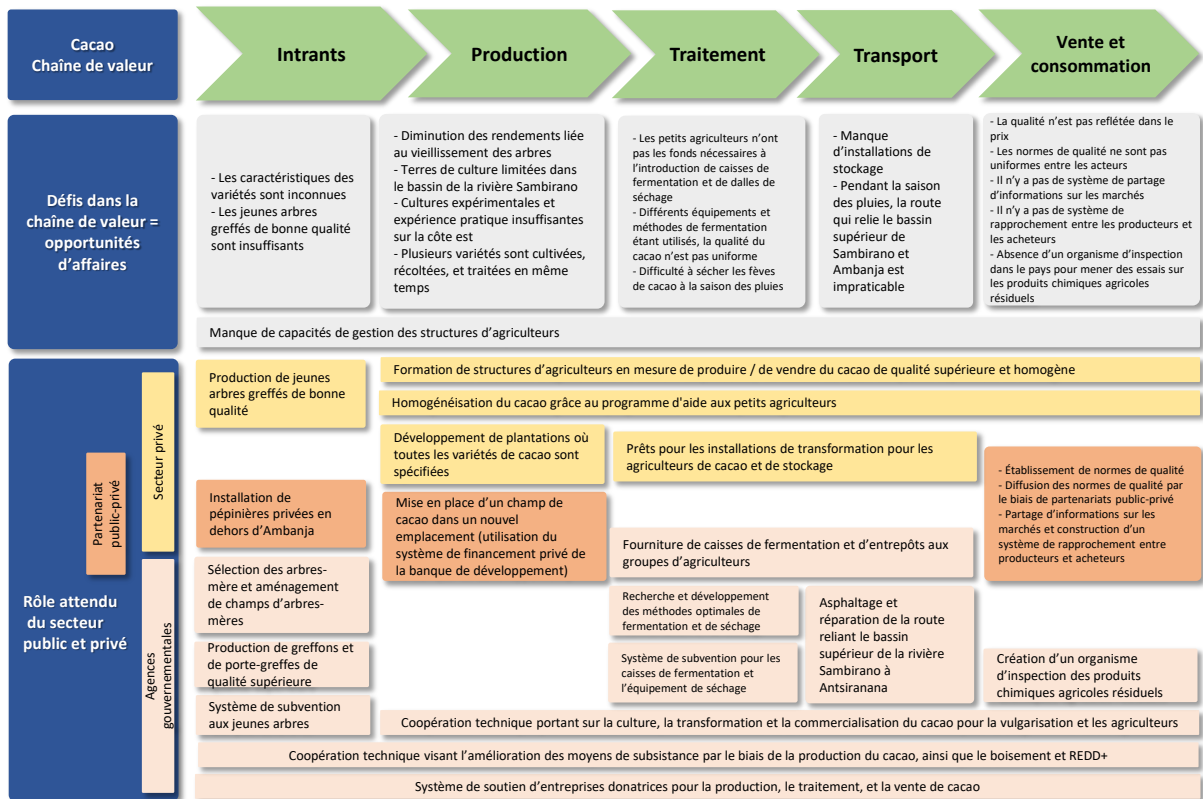 Cacao
Chaîne de valeur
Intrants
Production
Traitement
Transport
Vente et
consommation
Défis dans la
chaîne de valeur =
opportunités
d'affaires
- Les caractéristiques des
variétés sont inconnues
- Les jeunes arbres
greffés de bonne qualité
sont insuffisants
- Diminution des rendements liée
au vieillissement des arbres
- Terres de culture limitées dans
le bassin de la rivière Sambirano
- Cultures expérimentales et
expérience pratique insuffisantes
sur la côte est
- Plusieurs variétés sont cultivées,
récoltées, et traitées en même
temps
- Les petits agriculteurs n'ont
pas les fonds nécessaires à
l'introduction de caisses de
fermentation et de dalles de
séchage
- Différents équipements et
méthodes de fermentation
étant utilisés, la qualité du
cacao n'est pas uniforme
- Difficulté à sécher les fèves
de cacao à la saison des pluies
- Manque
d'installations de
stockage
- Pendant la saison
des pluies, la route
qui relie le bassin
supérieur de
Sambirano et
Ambanja est
impraticable
- La qualité n'est pas reflétée dans le
prix
- Les normes de qualité ne sont pas
uniformes entre les acteurs
- Il n'y a pas de système de partage
d'informations sur les marchés
- Il n'y a pas de système de
rapprochement entre les producteurs et
les acheteurs
- Absence d'un organisme d'inspection
dans le pays pour mener des essais sur
les produits chimiques agricoles
résiduels
Manque de capacités de gestion des structures d'agriculteurs
Rôle attendu
du secteur
public et privé
Partenariat
public-privé
Secteur privé
Agences
gouvernementales
Production de jeunes
arbres greffés de bonne
qualité
Formation de structures d'agriculteurs en mesure de produire / de vendre du cacao de qualité supérieure et homogène
Homogénéisation du cacao grâce au programme d'aide aux petits agriculteurs
Développement de plantations où
toutes les variétés de cacao sont
spécifiées
Prêts pour les installations de transformation pour les
agriculteurs de cacao et de stockage
Installation de
pépinières privées en
dehors d'Ambanja
Mise en place d'un champ de
cacao dans un nouvel
emplacement (utilisation du
système de financement privé de
la banque de développement)
- Établissement de normes de qualité
- Diffusion des normes de qualité par
le biais de partenariats public-privé
- Partage d'informations sur les
marchés et construction d'un
système de rapprochement entre
producteurs et acheteurs
Fourniture de caisses de fermentation et d'entrepôts aux
groupes d'agriculteurs
Sélection des arbres-
mère et aménagement
de champs d'arbres-
mères
Recherche et développement
des méthodes optimales de
fermentation et de séchage
Asphaltage et
réparation de la route
reliant le bassin
supérieur de la rivière
Sambirano à
Antsiranana
Production de greffons et
de porte-greffes de
qualité supérieure
Système de subvention pour les
caisses de fermentation et
l'équipement de séchage
Création d'un organisme
d'inspection des produits
chimiques agricoles résiduels
Système de subvention
aux jeunes arbres
Coopération technique portant sur la culture, la transformation et la commercialisation du cacao pour la vulgarisation et les agriculteurs
Coopération technique visant l'amélioration des moyens de subsistance par le biais de la production du cacao, ainsi que le boisement et REDD+
Système de soutien d'entreprises donatrices pour la production, le traitement, et la vente de cacao